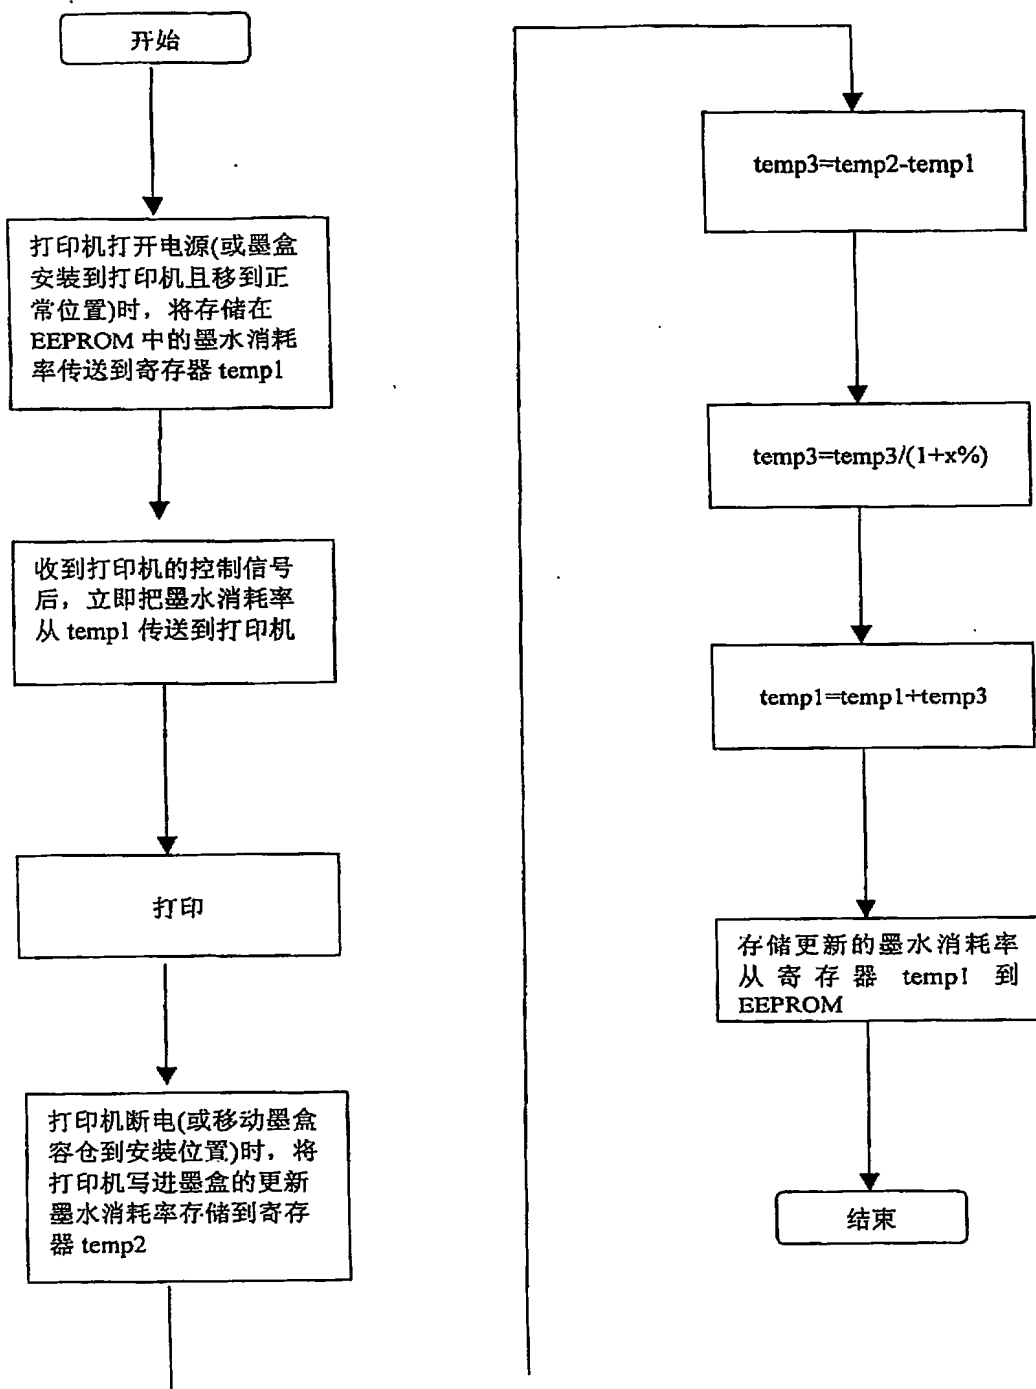 开始
打印机打开电源(或墨盒
安装到打印机且移到正
常位置)时，将存储在
EEPROM 中的墨水消耗
率传送到寄存器 temp1
收到打印机的控制信号
后，立即把墨水消耗率
从 temp1 传送到打印机
打印
打印机断电(或移动墨盒
容仓到安装位置)时，将
打印机写进墨盒的更新
墨水消耗率存储到寄存
器 temp2
temp3=temp2-temp1
temp3=temp3/(1+x%)
temp1=temp1+temp3
存储更新的墨水消耗率
从寄存器 temp1 到
EEPROM
结束